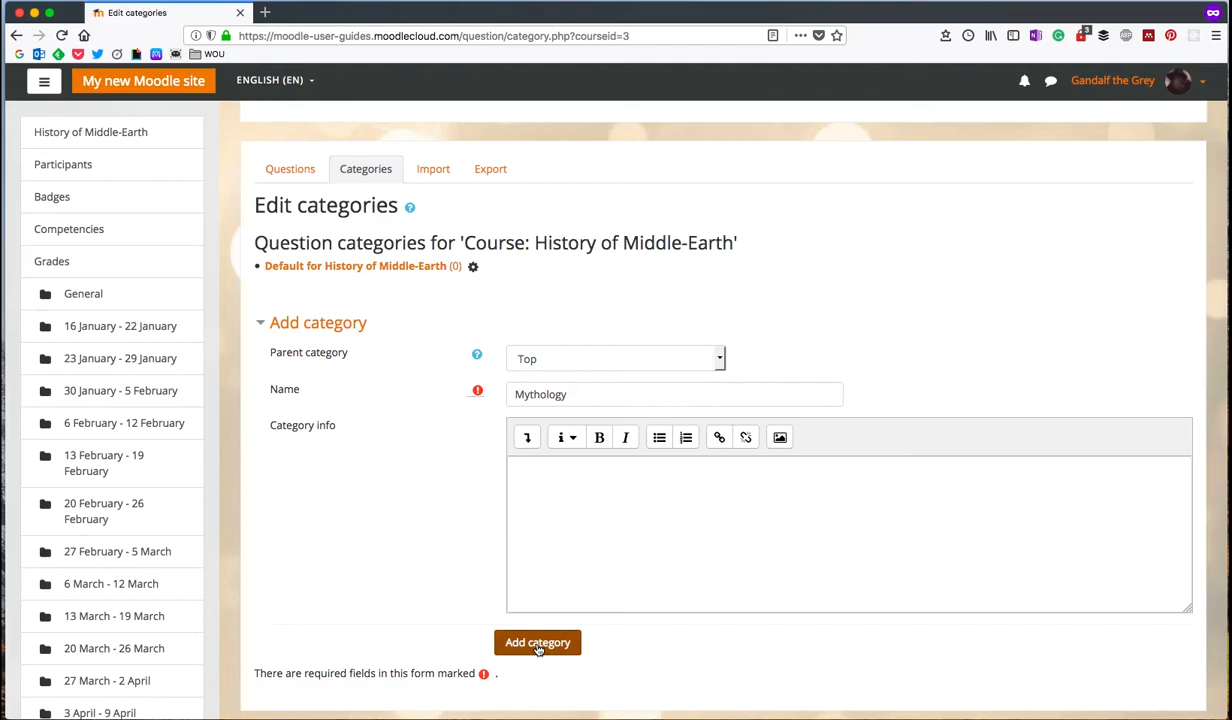 Edit categories
https://moodle-user-guides.moodlecloud.com/question/category.php?courseid=3
WOU
My new Moodle site
ENGLISH (EN)
3
Gandalf the Grey
History of Middle-Earth
Participants
Badges
Competencies
Grades
General
16 January - 22 January
23 January - 29 January
30 January - 5 February
6 February - 12 February
13 February - 19
February
20 February - 26
February
27 February - 5 March
6 March - 12 March
13 March - 19 March
20 March - 26 March
27 March - 2 April
3 April - 9 April
Questions
Categories
Import
Export
Edit categories
Question categories for 'Course: History of Middle-Earth'
• Default for History of Middle-Earth (0)
Add category
Parent category
Top
Name
Mythology
Category info
i
B
I
Add category
There are required fields in this form marked .